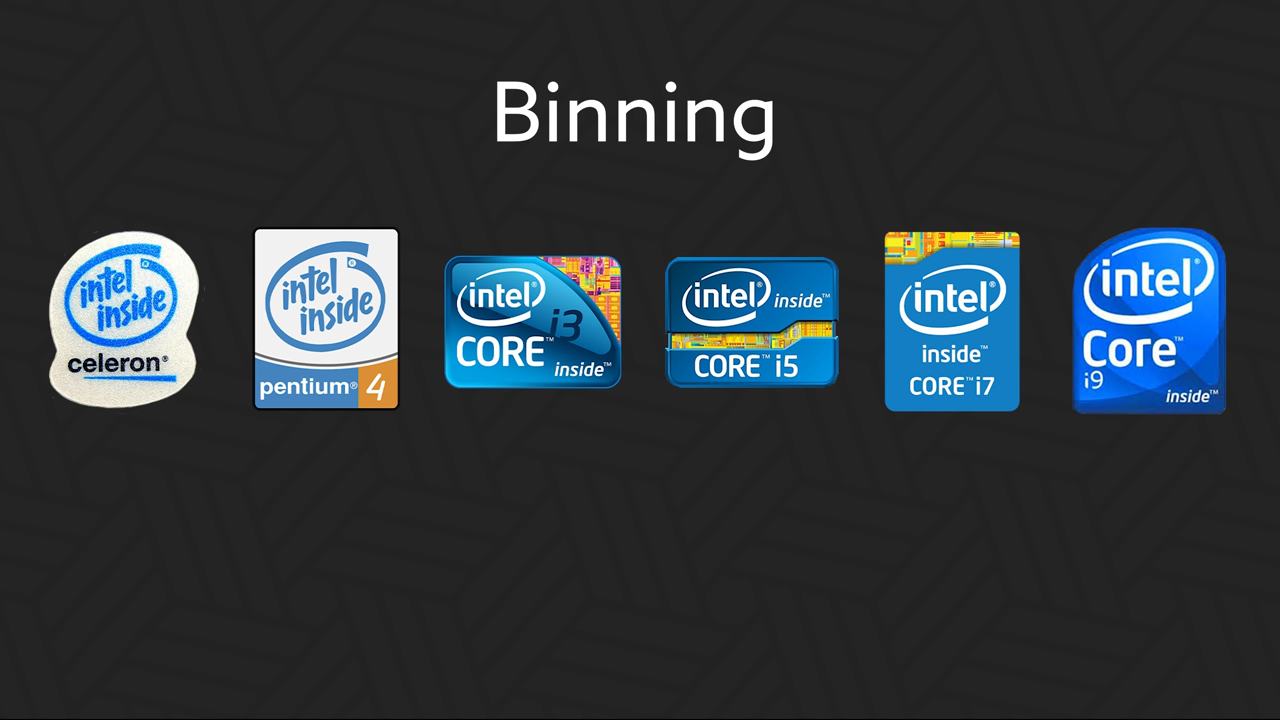 Binning
intel®
inside
celeron®
intel®
inside
pentium® 4
intel®
i3
CORE™
inside™
intel® inside™
CORE™ i5
intel®
inside™
CORE™ i7
intel®
Core™
i9
inside™